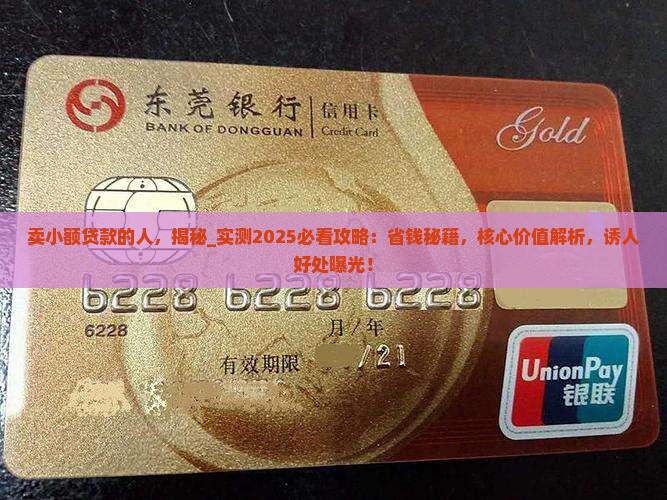 东莞银行 信用卡
BANK OF DONGGUAN Credit Card
Gold
卖小额贷款的人，揭秘_实测2025必看攻略：省钱秘籍，核心价值解析，诱人
好处曝光！
6228 6228 6228
6228
月/年
有效期限 /21
UnionPay
银联